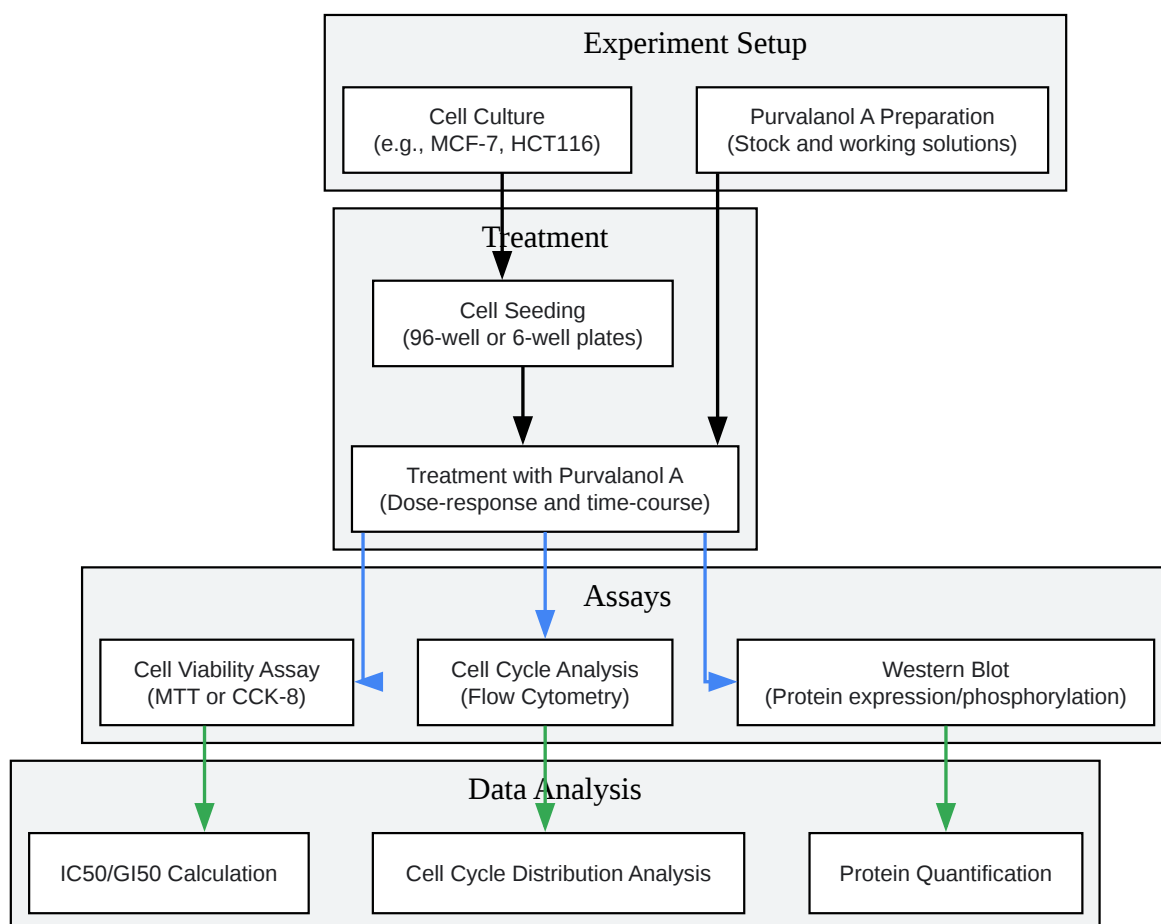 Experiment Setup
Cell Culture
(e.g., MCF-7, HCT116)
Purvalanol A Preparation
(Stock and working solutions)
Treatment
Cell Seeding
(96-well or 6-well plates)
Treatment with Purvalanol A
(Dose-response and time-course)
Assays
Cell Viability Assay
(MTT or CCK-8)
Cell Cycle Analysis
(Flow Cytometry)
Western Blot
(Protein expression/phosphorylation)
Data Analysis
IC50/GI50 Calculation
Cell Cycle Distribution Analysis
Protein Quantification